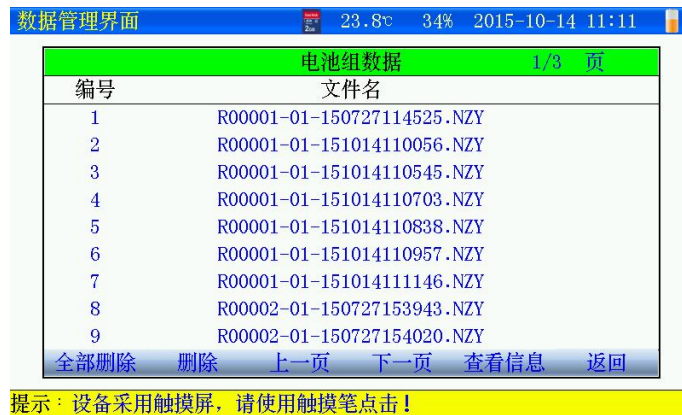 数据管理界面 23.8℃ 34% 2015-10-14 11:11
电池组数据 1/3 页
编号 文件名
1 R00001-01-150727114525.NZY
2 R00001-01-151014110056.NZY
3 R00001-01-151014110545.NZY
4 R00001-01-151014110703.NZY
5 R00001-01-151014110838.NZY
6 R00001-01-151014110957.NZY
7 R00001-01-151014111146.NZY
8 R00002-01-150727153943.NZY
9 R00002-01-150727154020.NZY
全部删除 删除 上一页 下一页 查看信息 返回
提示：设备采用触摸屏，请使用触摸笔点击！